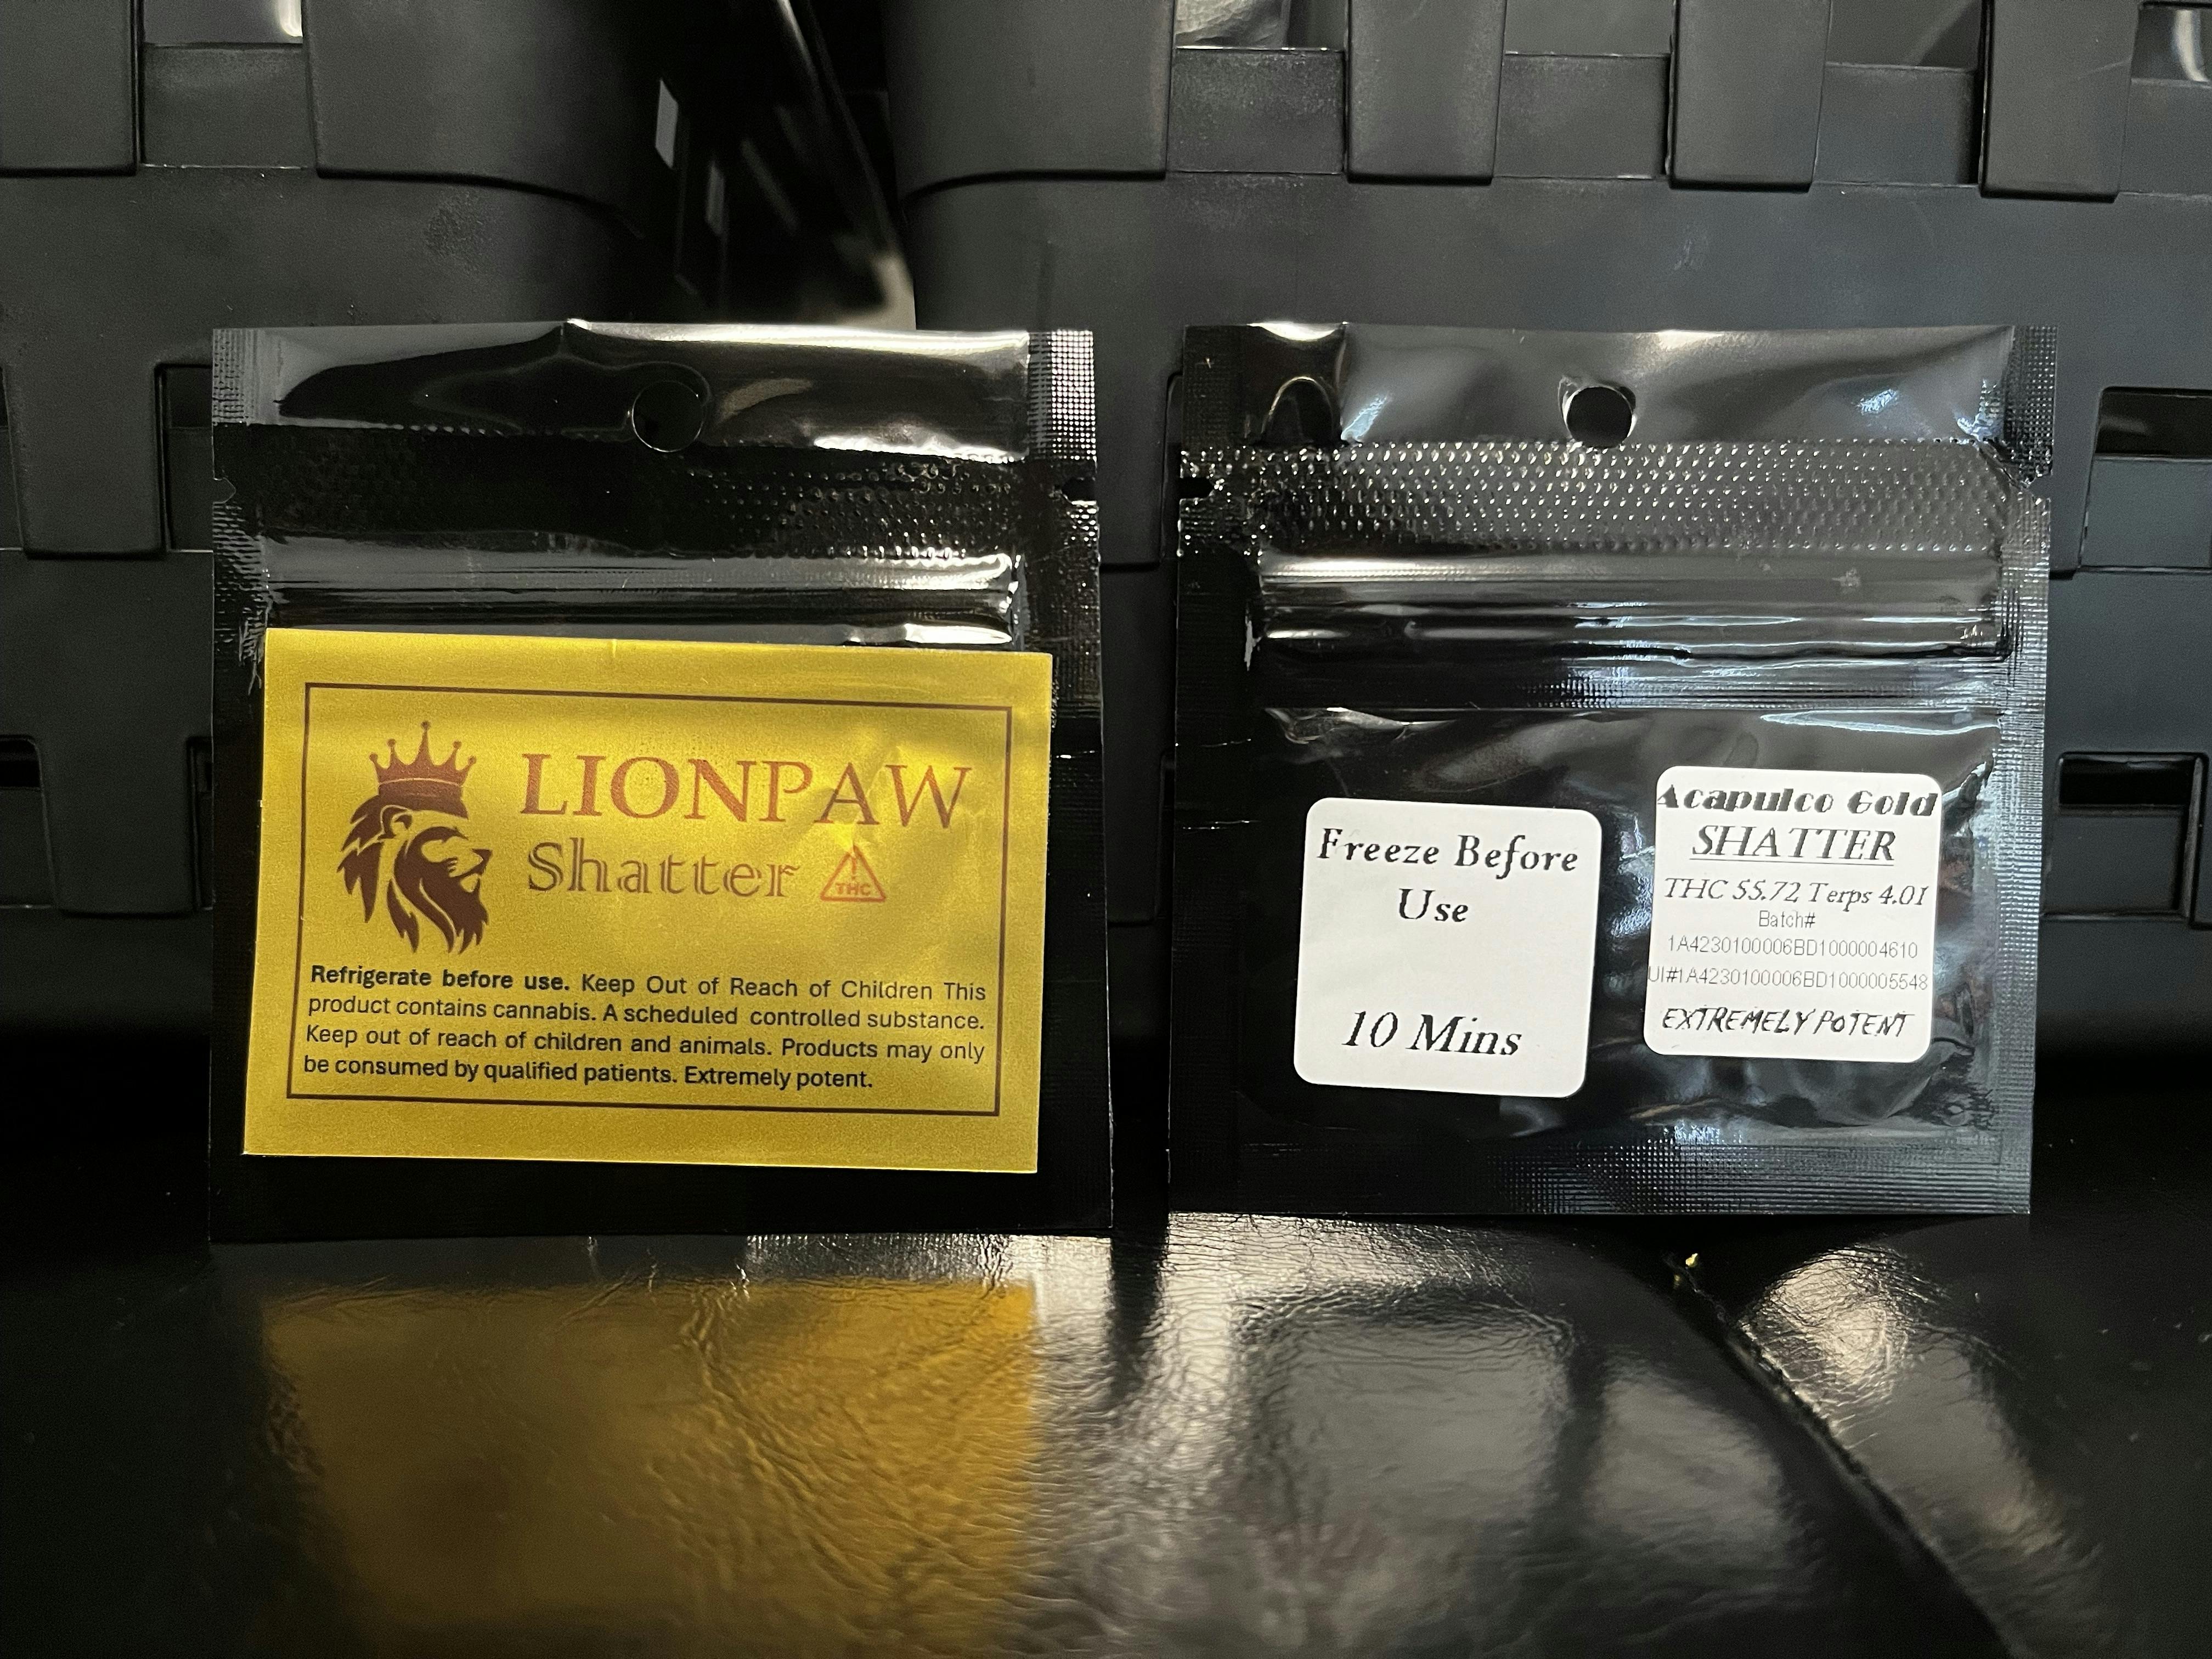 LIONPAW
Shatter
THC
Refrigerate before use. Keep Out of Reach of Children This
product contains cannabis. A scheduled controlled substance.
Keep out of reach of children and animals. Products may only
be consumed by qualified patients. Extremely potent.
Freeze Before
Use
10 Mins
Acapulco Gold
SHATTER
THC 55.72 Terps 4.01
Batch#
1A4230100006BD1000004610
UI#1A4230100006BD1000005548
EXTREMELY POTENT